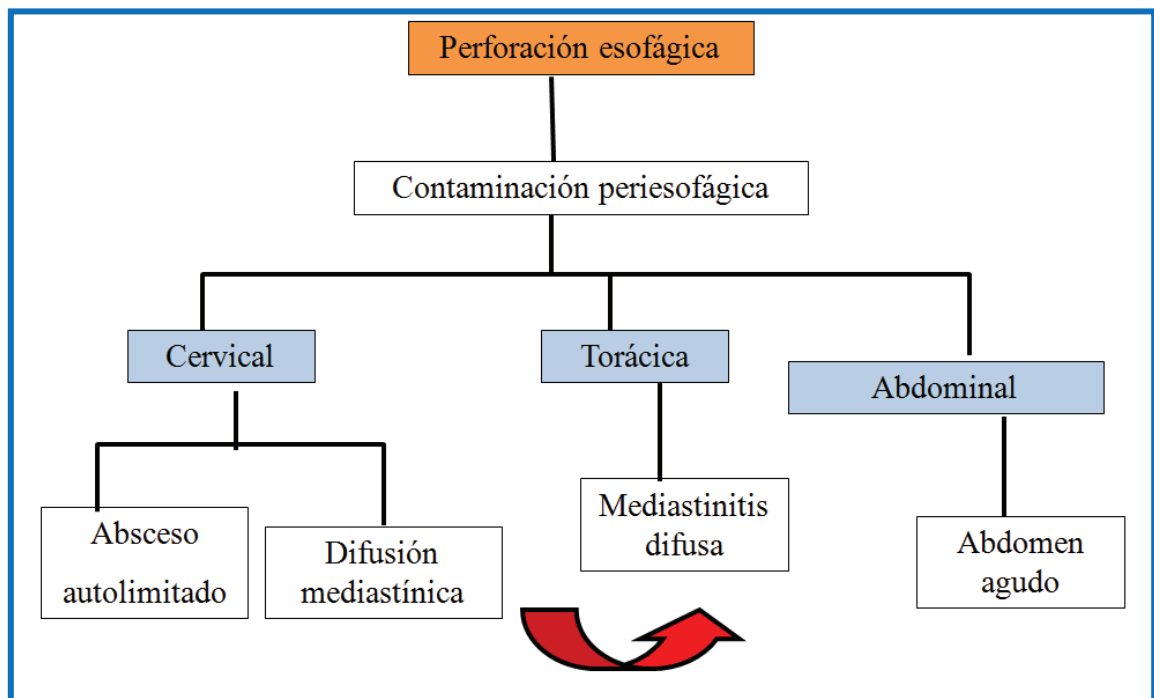 Perforación esofágica
Contaminación periesofágica
Cervical
Torácica
Abdominal
Absceso
autolimitado
Difusión
mediastínica
Mediastinitis
difusa
Abdomen
agudo